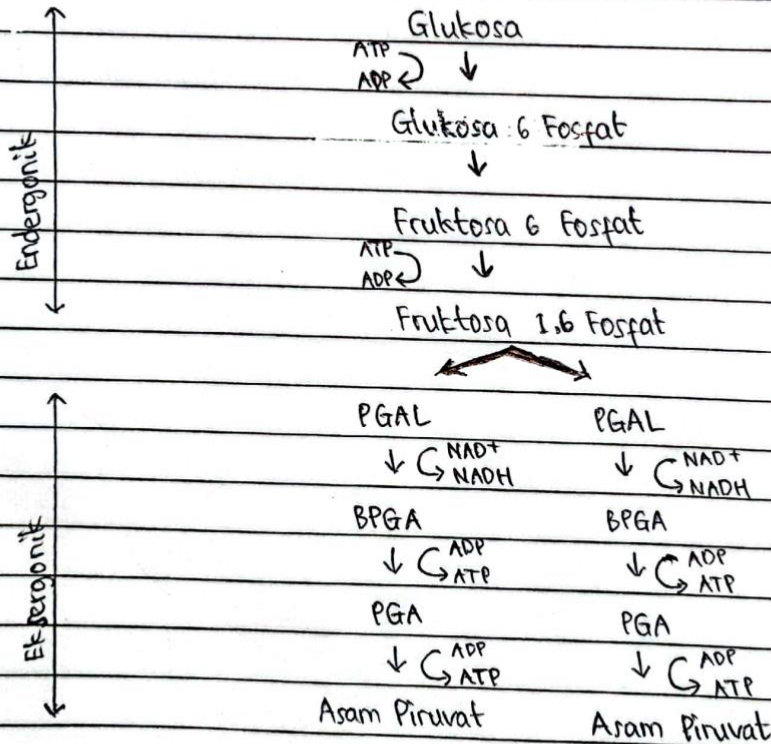 Glukosa
ATP
ADP
Glukosa 6 Fosfat
Endergonik
Fruktosa 6 Fosfat
ATP
ADP
Fruktosa 1,6 Fosfat
PGAL PGAL
NAD+ NAD+
NADH NADH
BPGA BPGA
ADP ADP
ATP ATP
Eksergonik
PGA PGA
ADP ADP
ATP ATP
Asam Piruvat Asam Piruvat